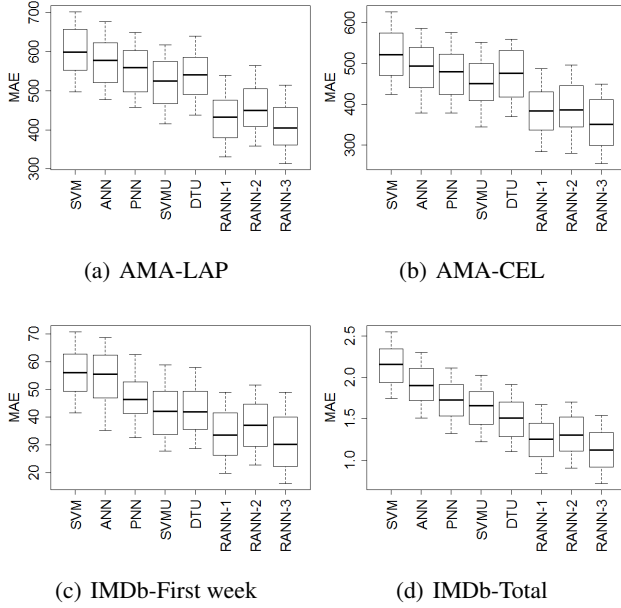 MAE
700
600
500
400
300
SVM
ANN
PNN
SVMU
DTU
RANN-1
RANN-2
RANN-3
(a) AMA-LAP
MAE
600
500
400
300
SVM
ANN
PNN
SVMU
DTU
RANN-1
RANN-2
RANN-3
(b) AMA-CEL
MAE
70
60
50
40
30
20
SVM
ANN
PNN
SVMU
DTU
RANN-1
RANN-2
RANN-3
(c) IMDb-First week
MAE
2.5
2.0
1.5
1.0
SVM
ANN
PNN
SVMU
DTU
RANN-1
RANN-2
RANN-3
(d) IMDb-Total